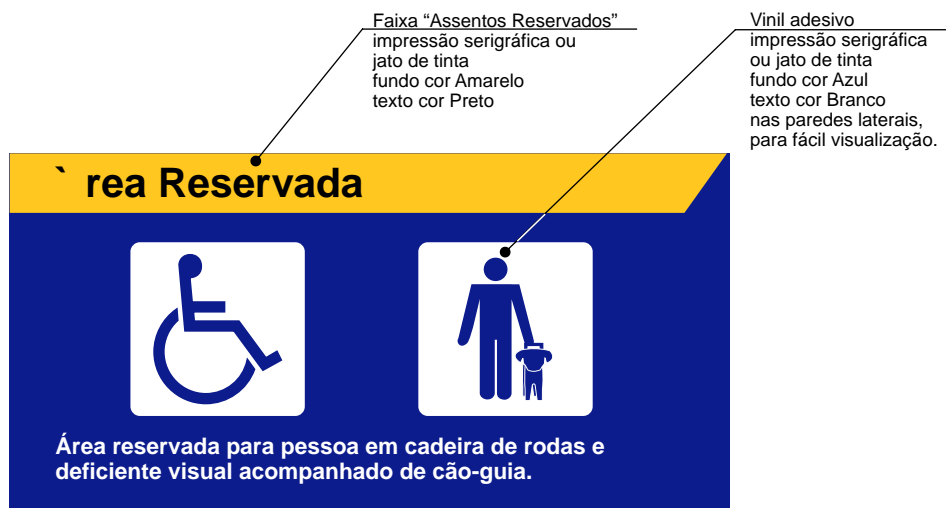 Faixa “Assentos Reservados”
impressão serigráfica ou
jato de tinta
fundo cor Amarelo
texto cor Preto
Vinil adesivo
impressão serigráfica
ou jato de tinta
fundo cor Azul
texto cor Branco
nas paredes laterais,
para fácil visualização.
` rea Reservada
Área reservada para pessoa em cadeira de rodas e
deficiente visual acompanhado de cão-guia.